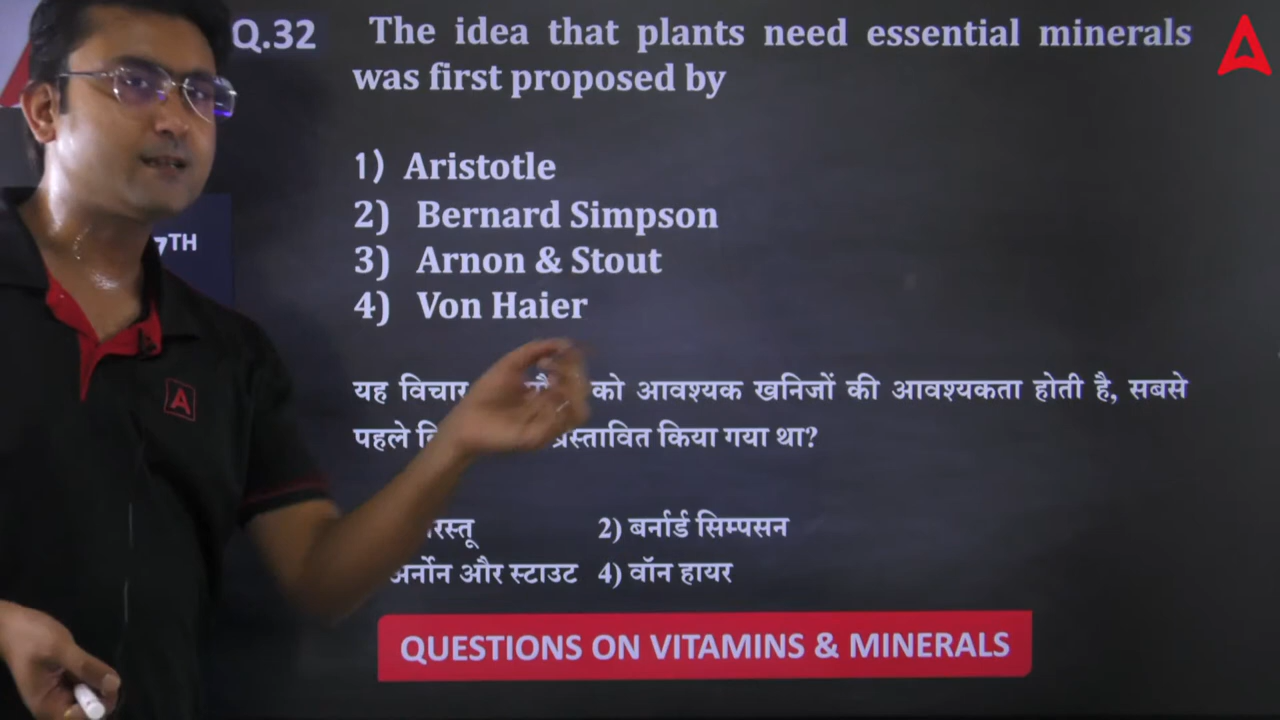 Q.32 The idea that plants need essential minerals
was first proposed by
1) Aristotle
2) Bernard Simpson
3) Arnon & Stout
4) Von Haier
7TH
यह विचार को आवश्यक खनिजों की आवश्यकता होती है, सबसे
पहले प्रस्तावित किया गया था?
2) बर्नार्ड सिम्पसन
अर्नोन और स्टाउट 4) वॉन हायर
QUESTIONS ON VITAMINS & MINERALS